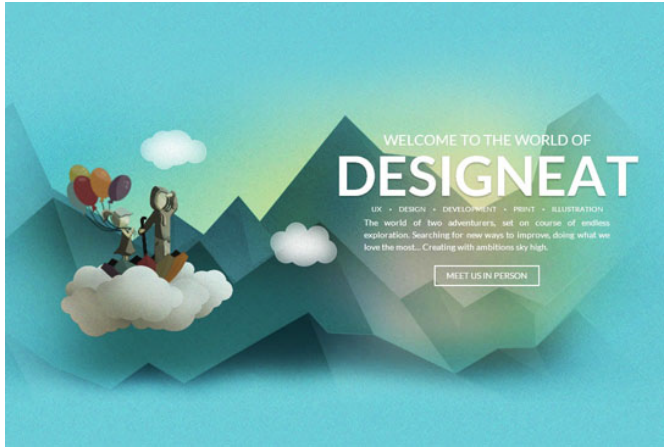 WELCOME TO THE WORLD OF
DESIGNEAT
UX • DESIGN • DEVELOPMENT • PRINT • ILLUSTRATION
The world of two adventurers, set on course of endless
exploration. Searching for new ways to improve, doing what we
love the most... Creating with ambitions sky high.
MEET US IN PERSON